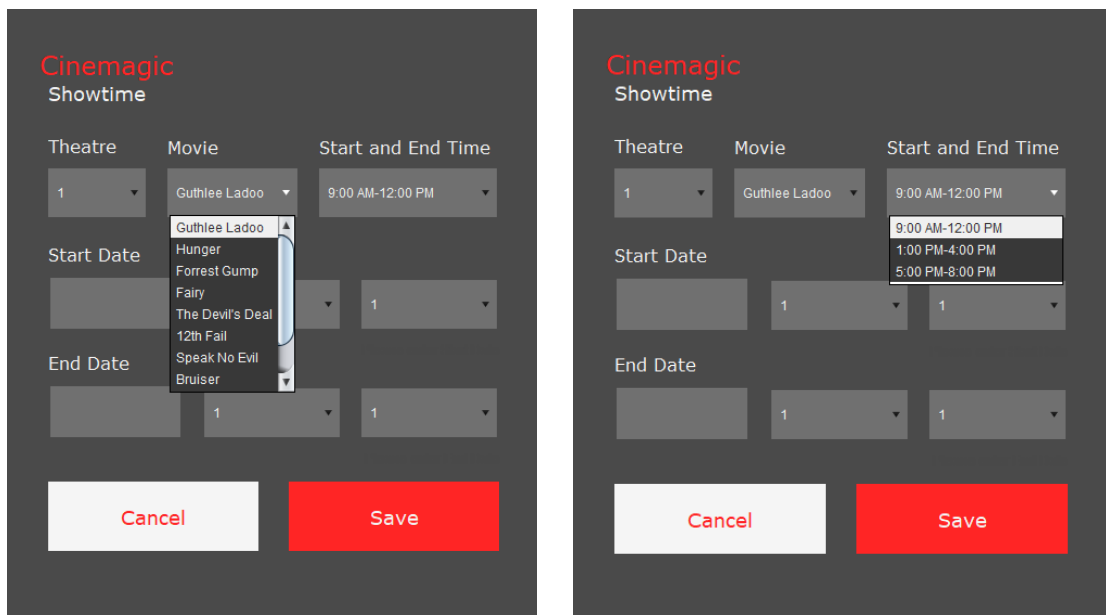 Cinemagic
Showtime
Theatre Movie Start and End Time
1 Guthlee Ladoo 9:00 AM-12:00 PM
Guthlee Ladoo
Hunger
Forrest Gump
Fairy
The Devil's Deal
12th Fail
Speak No Evil
Bruiser
Start Date
1
End Date
1 1
Cancel Save
Cinemagic
Showtime
Theatre Movie Start and End Time
1 Guthlee Ladoo 9:00 AM-12:00 PM
9:00 AM-12:00 PM
1:00 PM-4:00 PM
5:00 PM-8:00 PM
Start Date
1 1
End Date
1 1
Cancel Save